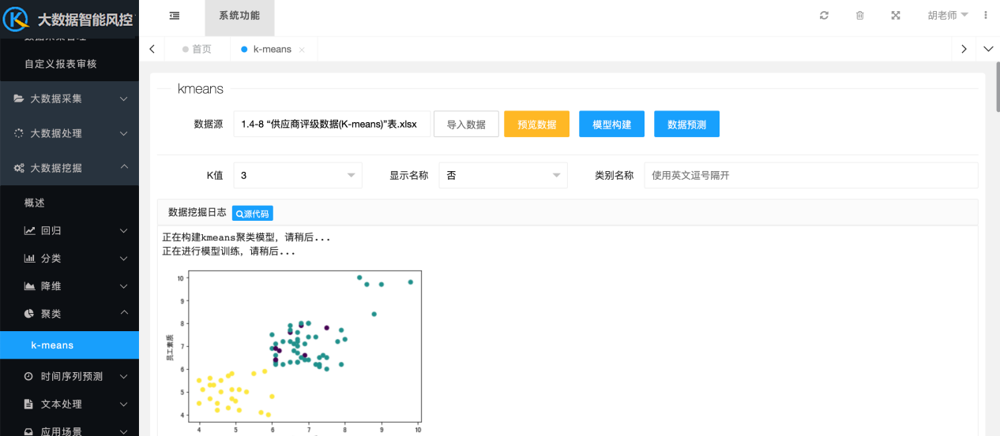 大数据智能风控
系统功能
胡老师
首页
k-means
自定义报表审核
大数据采集
大数据处理
大数据挖掘
概述
回归
分类
降维
聚类
k-means
时间序列预测
文本处理
应用场景
kmeans
数据源
1.4-8 “供应商评级数据(K-means)”表.xlsx
导入数据
预览数据
模型构建
数据预测
K值
3
显示名称
否
类别名称
使用英文逗号隔开
数据挖掘日志
源代码
正在构建kmeans聚类模型，请稍后...
正在进行模型训练，请稍后...
10
9
8
7
6
5
4
员工素质
4 5 6 7 8 9 10